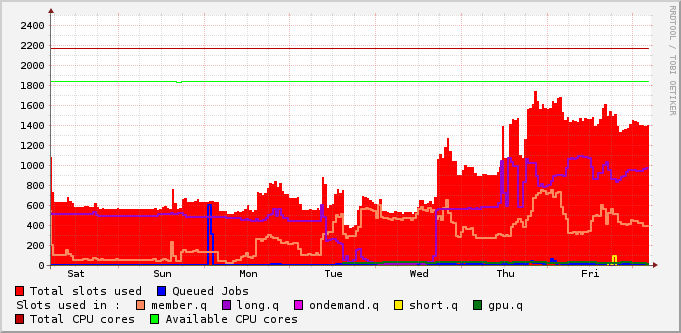 2400
2200
2000
1800
1600
1400
1200
1000
800
600
400
200
0
Sat Sun Mon Tue Wed Thu Fri
RRDTOOL / TOBI OETIKER
Total slots used Queued Jobs
Slots used in : member.q long.q ondemand.q short.q gpu.q
Total CPU cores Available CPU cores